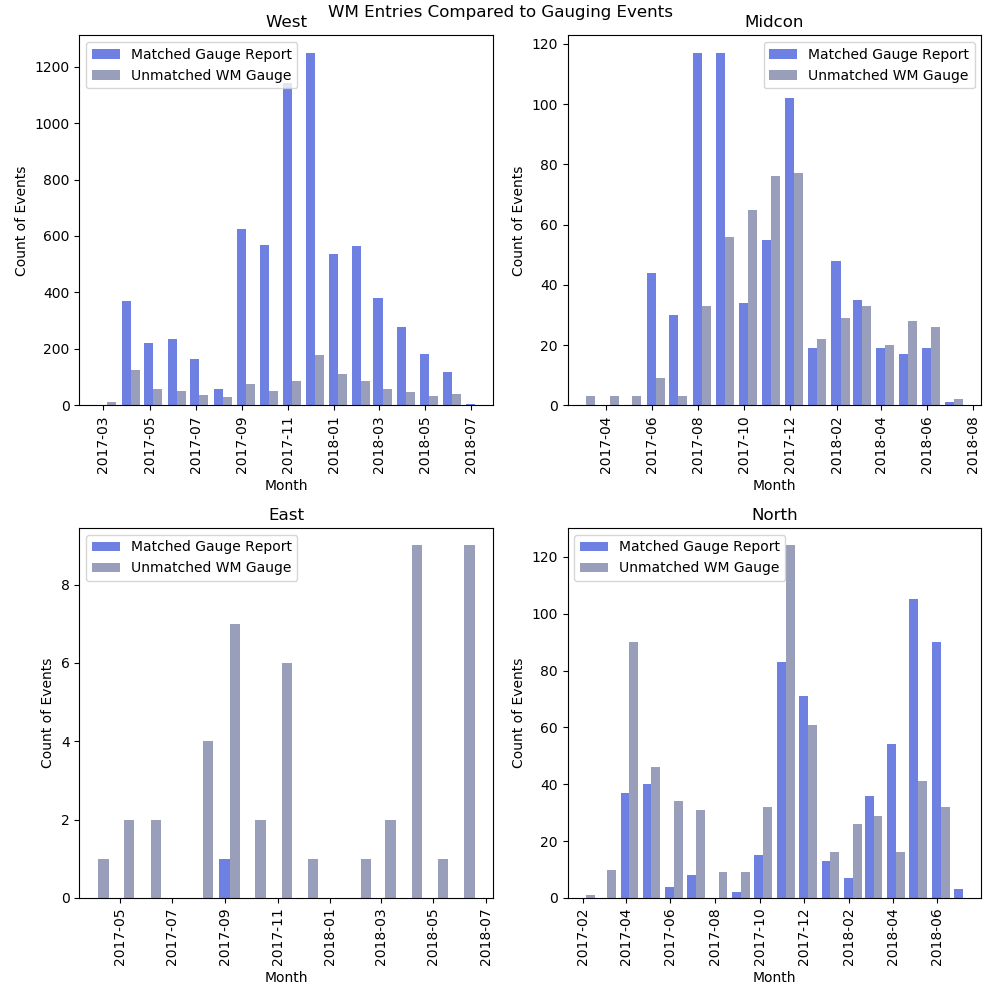 WM Entries Compared to Gauging Events
West
Matched Gauge Report
Unmatched WM Gauge
Count of Events
1200
1000
800
600
400
200
0
2017-03
2017-05
2017-07
2017-09
2017-11
2018-01
2018-03
2018-05
2018-07
Month
Midcon
Matched Gauge Report
Unmatched WM Gauge
Count of Events
120
100
80
60
40
20
0
2017-04
2017-06
2017-08
2017-10
2017-12
2018-02
2018-04
2018-06
2018-08
Month
East
Matched Gauge Report
Unmatched WM Gauge
Count of Events
8
6
4
2
0
2017-05
2017-07
2017-09
2017-11
2018-01
2018-03
2018-05
2018-07
Month
North
Matched Gauge Report
Unmatched WM Gauge
Count of Events
120
100
80
60
40
20
0
2017-02
2017-04
2017-06
2017-08
2017-10
2017-12
2018-02
2018-04
2018-06
Month